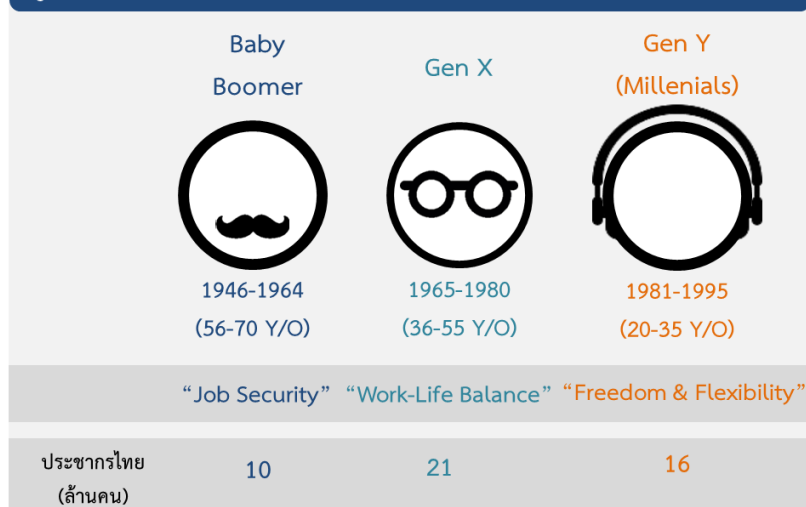 Baby
Boomer
Gen X
Gen Y
(Millenials)
1946-1964
(56-70 Y/O)
1965-1980
(36-55 Y/O)
1981-1995
(20-35 Y/O)
“Job Security” “Work-Life Balance” “Freedom & Flexibility”
ประชากรไทย
(ล้านคน)
10 21 16